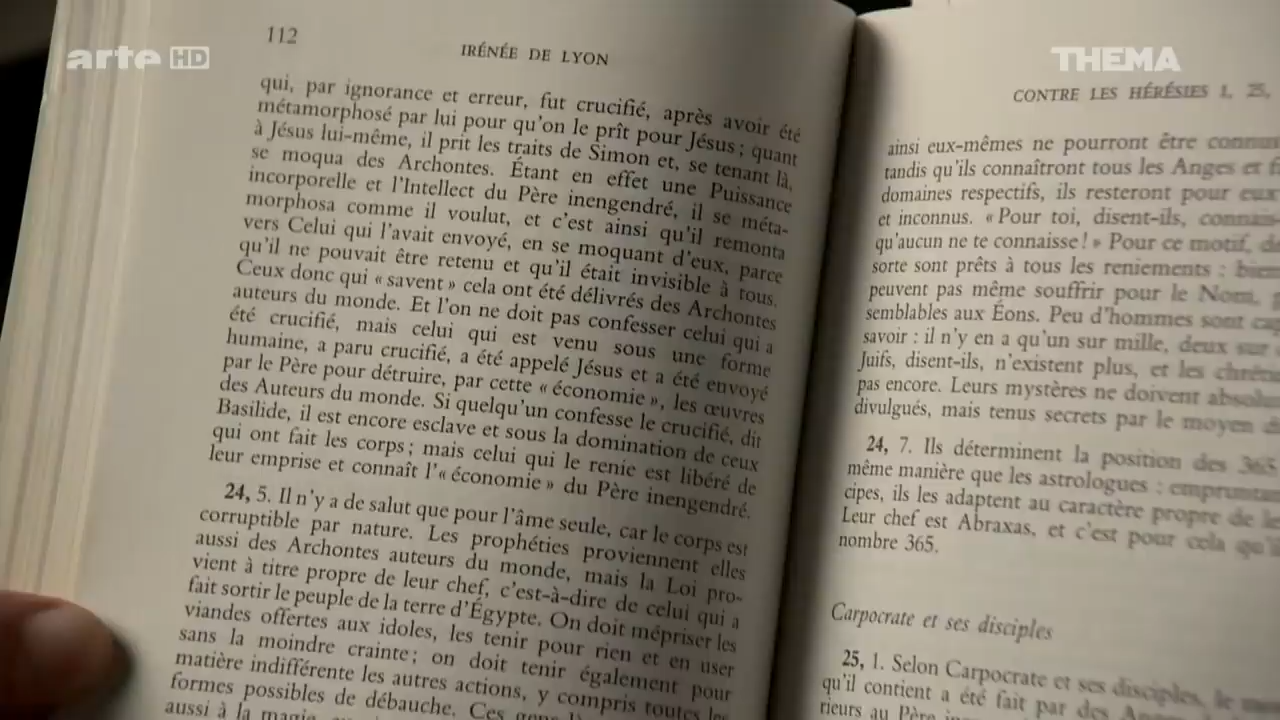 arte HD
THEMA
112
IRÉNÉE DE LYON
qui, par ignorance et erreur, fut crucifié, après avoir été
métamorphosé par lui pour qu'on le prît pour Jésus ; quant
à Jésus lui-même, il prit les traits de Simon et, se tenant là,
se moqua des Archontes. Étant en effet une Puissance
incorporelle et l'Intellect du Père inengendré, il se méta-
morphosa comme il voulut, et c'est ainsi qu'il remonta
vers Celui qui l'avait envoyé, en se moquant d'eux, parce
qu'il ne pouvait être retenu et qu'il était invisible à tous.
Ceux donc qui « savent » cela ont été délivrés des Archontes
auteurs du monde. Et l'on ne doit pas confesser celui qui a
été crucifié, mais celui qui est venu sous une forme
humaine, a paru crucifié, a été appelé Jésus et a été envoyé
par le Père pour détruire, par cette « économie », les œuvres
des Auteurs du monde. Si quelqu'un confesse le crucifié, dit
Basilide, il est encore esclave et sous la domination de ceux
qui ont fait les corps ; mais celui qui le renie est libéré de
leur emprise et connaît l'« économie » du Père inengendré.
24, 5. Il n'y a de salut que pour l'âme seule, car le corps est
corruptible par nature. Les prophéties proviennent elles
aussi des Archontes auteurs du monde, mais la Loi pro-
vient à titre propre de leur chef, c'est-à-dire de celui qui a
fait sortir le peuple de la terre d'Égypte. On doit mépriser les
viandes offertes aux idoles, les tenir pour rien et en user
sans la moindre crainte ; on doit tenir également pour
matière indifférente les autres actions, y compris toutes les
formes possibles de débauche. Ces gens
aussi à la magie,
CONTRE LES HÉRÉSIES I, 25,
ainsi eux-mêmes ne pourront être
tandis qu'ils connaîtront tous les Anges et
domaines respectifs, ils resteront pour
et inconnus. « Pour toi, disent-ils,
qu'aucun ne te connaisse ! » Pour ce motif,
sorte sont prêts à tous les reniements :
peuvent pas même souffrir pour le Nom,
semblables aux Éons. Peu d'hommes sont
savoir : il n'y en a qu'un sur mille, deux sur
Juifs, disent-ils, n'existent plus, et les
pas encore. Leurs mystères ne doivent
divulgués, mais tenus secrets par le moyen
24, 7. Ils déterminent la position des 365
même manière que les astrologues :
cipes, ils les adaptent au caractère propre de
Leur chef est Abraxas, et c'est pour cela
nombre 365.
Carpocrate et ses disciples
25, 1. Selon Carpocrate et ses disciples, le
qu'il contient a été fait par des
rieurs au Père